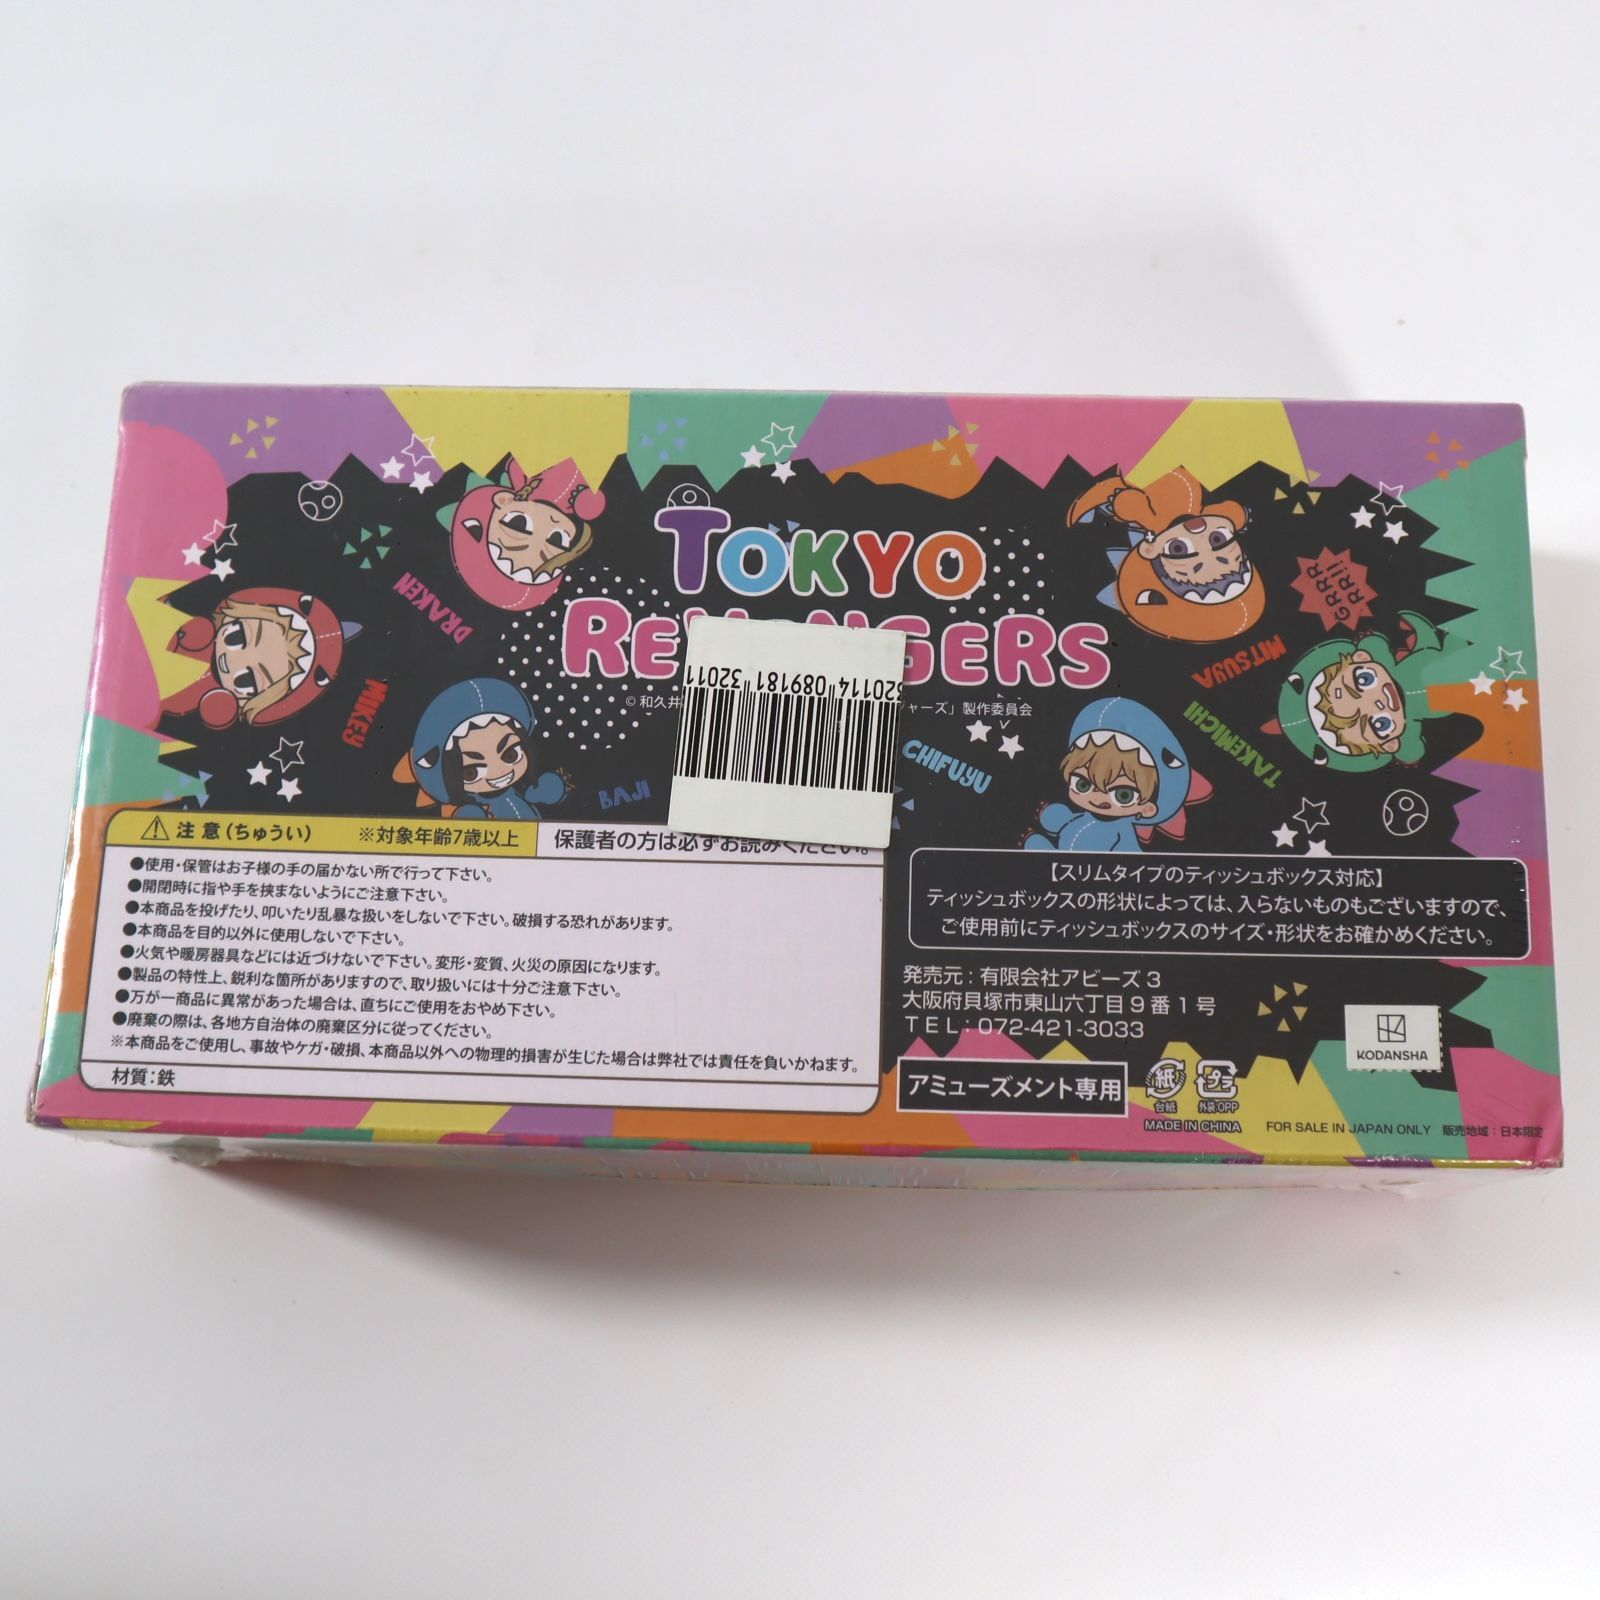 TOKYO
REVENGERS
© 和久井
ャーズ」製作委員会
DRAKEN
MIKEY
BAJI
CHIFUYU
TAKEMICHI
MITSUYA
GRRR
RR!!
32011
089181
320114
注意(ちゅうい)
※対象年齢7歳以上
保護者の方は必ずお読みください。
●使用・保管はお子様の手の届かない所で行って下さい。
●開閉時に指や手を挟まないようにご注意下さい。
●本商品を投げたり、叩いたり乱暴な扱いをしないで下さい。破損する恐れがあります。
●本商品を目的以外に使用しないで下さい。
●火気や暖房器具などには近づけないで下さい。変形・変質、火災の原因になります。
●製品の特性上、鋭利な箇所がありますので、取り扱いには十分ご注意下さい。
●万が一商品に異常があった場合は、直ちにご使用をおやめ下さい。
●廃棄の際は、各地方自治体の廃棄区分に従ってください。
※本商品をご使用し、事故やケガ・破損、本商品以外への物理的損害が生じた場合は弊社では責任を負いかねます。
材質:鉄
【スリムタイプのティッシュボックス対応】
ティッシュボックスの形状によっては、入らないものもございますので、
ご使用前にティッシュボックスのサイズ・形状をお確かめください。
発売元:有限会社アピーズ3
大阪府貝塚市東山六丁目9番1号
TEL:072-421-3033
アミューズメント専用
紙
台紙
プラ
外袋:OPP
MADE IN CHINA
KODANSHA
FOR SALE IN JAPAN ONLY 販売地域:日本限定